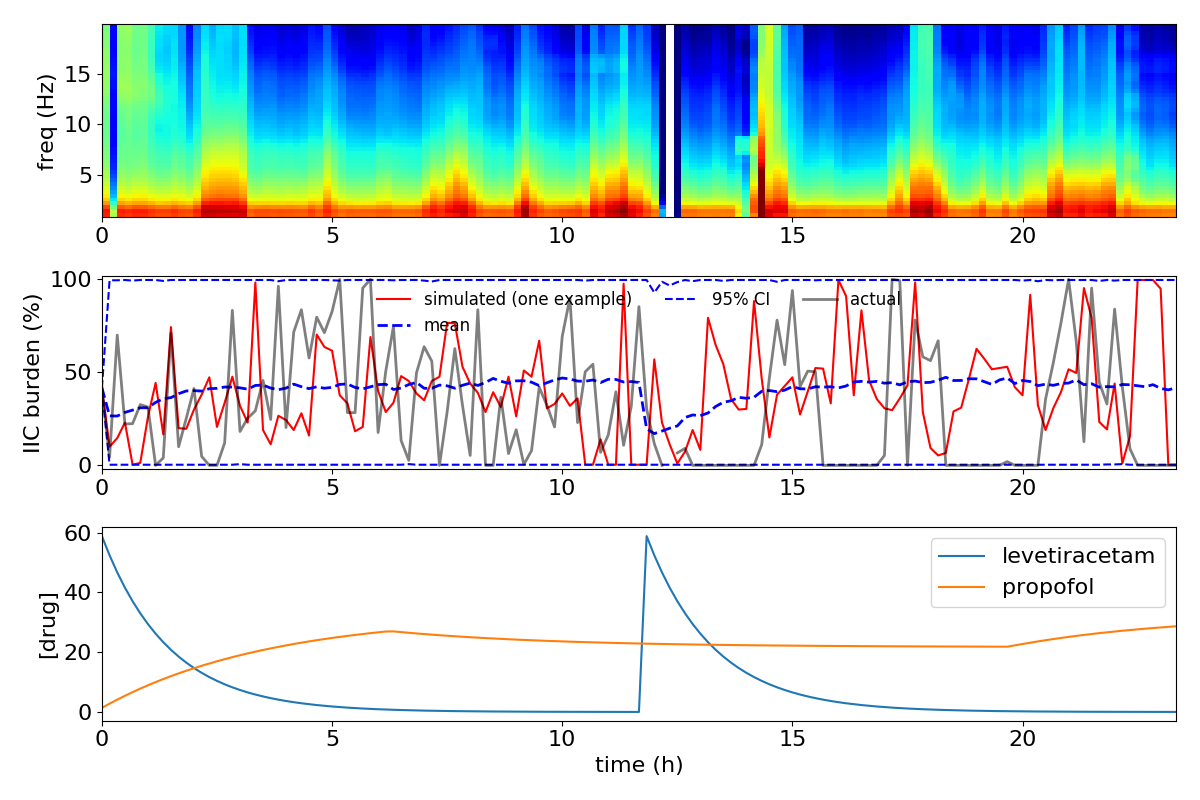 freq (Hz)
15
10
5
0 5 10 15 20
IIC burden (%)
100
50
0
simulated (one example) 95% CI actual
mean
0 5 10 15 20
[drug]
60
40
20
0
levetiracetam
propofol
0 5 10 15 20
time (h)